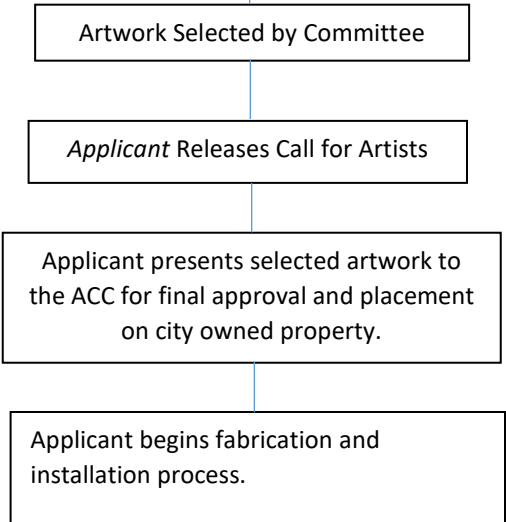 Artwork Selected by Committee
Applicant Releases Call for Artists
Applicant presents selected artwork to
the ACC for final approval and placement
on city owned property.
Applicant begins fabrication and
installation process.